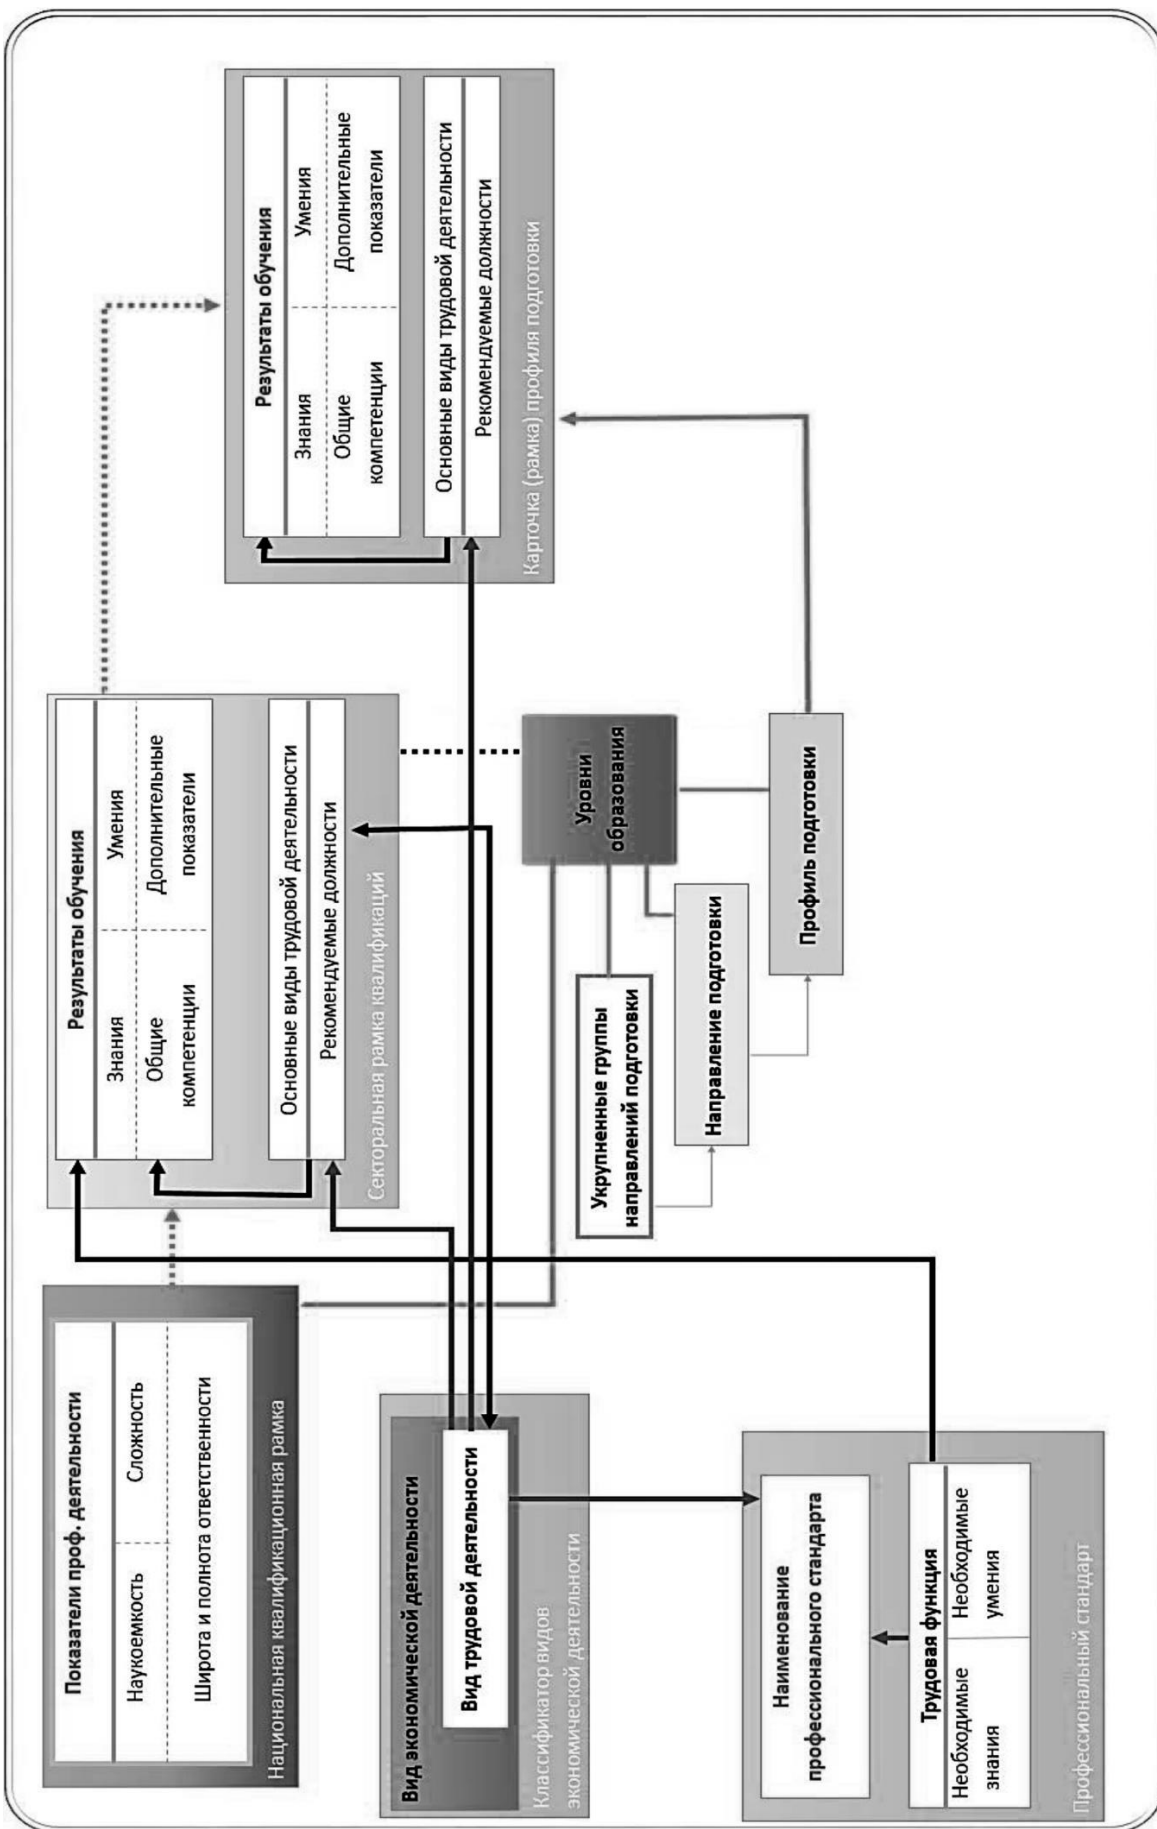 Показатели проф. деятельности
Наукоемкость
Сложность
Широта и полнота ответственности
Национальная квалификационная рамка
Результаты обучения
Знания
Умения
Общие
компетенции
Дополнительные
показатели
Основные виды трудовой деятельности
Рекомендуемые должности
Секторальная рамка квалификаций
Результаты обучения
Знания
Умения
Общие
компетенции
Дополнительные
показатели
Основные виды трудовой деятельности
Рекомендуемые должности
Карточка (рамка) профиля подготовки
Вид экономической деятельности
Вид трудовой деятельности
Классификатор видов
экономической деятельности
Уровни
образования
Укрупненные группы
направлений подготовки
Направление подготовки
Профиль подготовки
Наименование
профессионального стандарта
Трудовая функция
Необходимые
знания
Необходимые
умения
Профессиональный стандарт